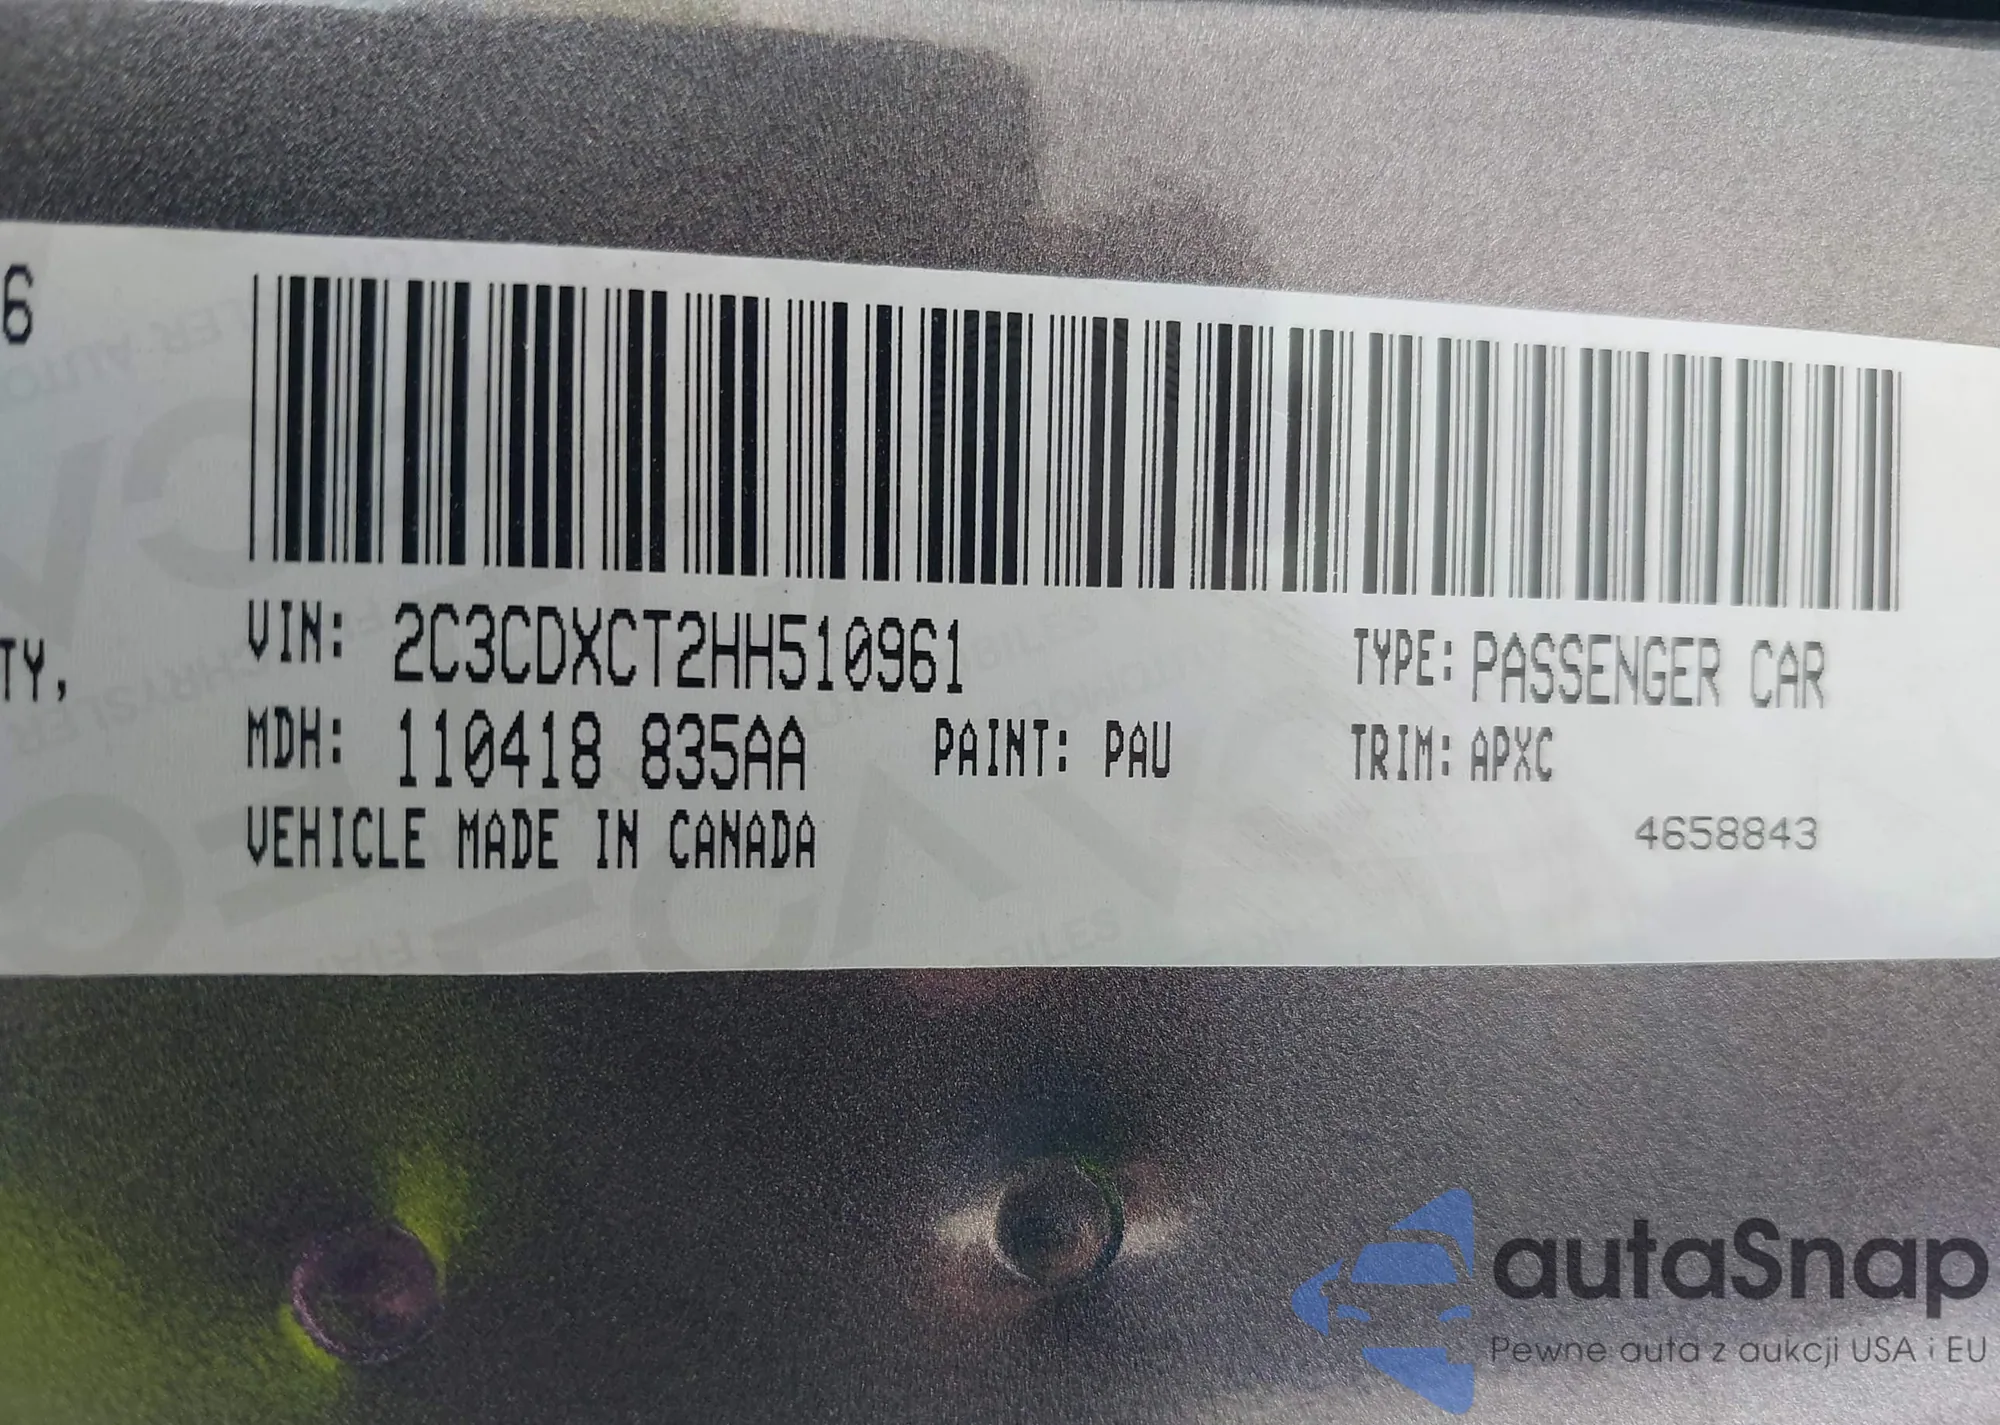 6
TY,
VIN: 2C3CDXCT2HH510961
TYPE: PASSENGER CAR
MDH: 110418 835AA
PAINT: PAU
TRIM: APXC
VEHICLE MADE IN CANADA
4658843
autaSnap
Pewne auta z aukcji USA i EU